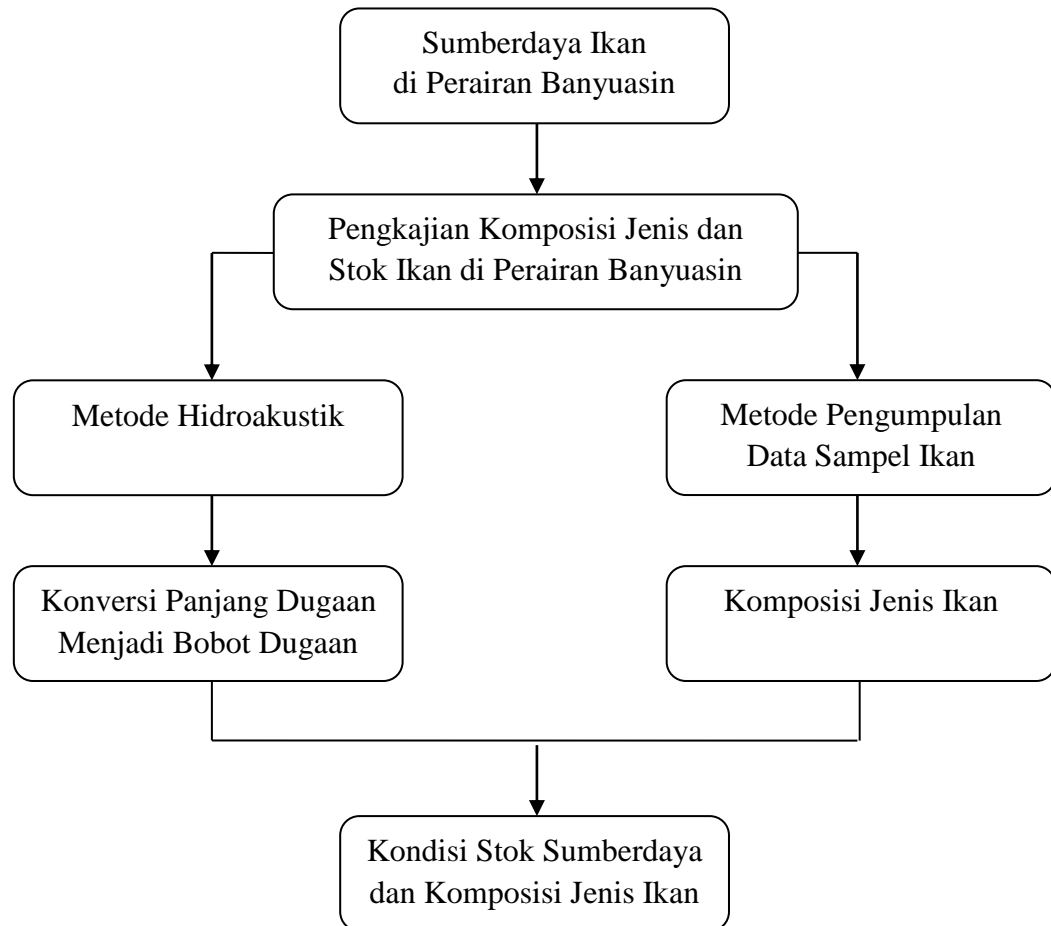 Sumberdaya Ikan
di Perairan Banyuasin
Pengkajian Komposisi Jenis dan
Stok Ikan di Perairan Banyuasin
Metode Hidroakustik
Metode Pengumpulan
Data Sampel Ikan
Konversi Panjang Dugaan
Menjadi Bobot Dugaan
Komposisi Jenis Ikan
Kondisi Stok Sumberdaya
dan Komposisi Jenis Ikan